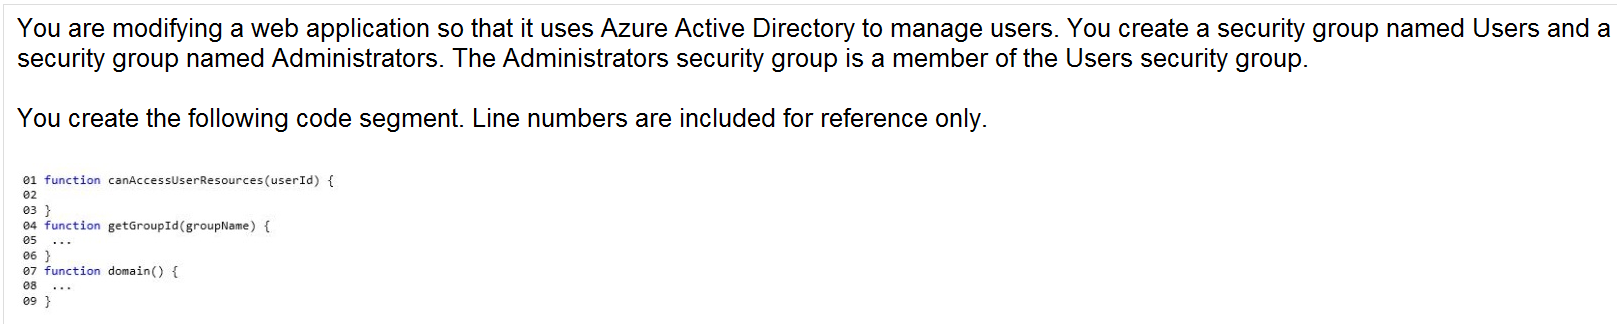 You are modifying a web application so that it uses Azure Active Directory to manage users. You create a security group named Users and a
security group named Administrators. The Administrators security group is a member of the Users security group.
You create the following code segment. Line numbers are included for reference only.
01 function canAccessUserResources(userId) {
02
03 }
04 function getGroupId(groupName) {
05 ...
06 }
07 function domain() {
08 ...
09 }